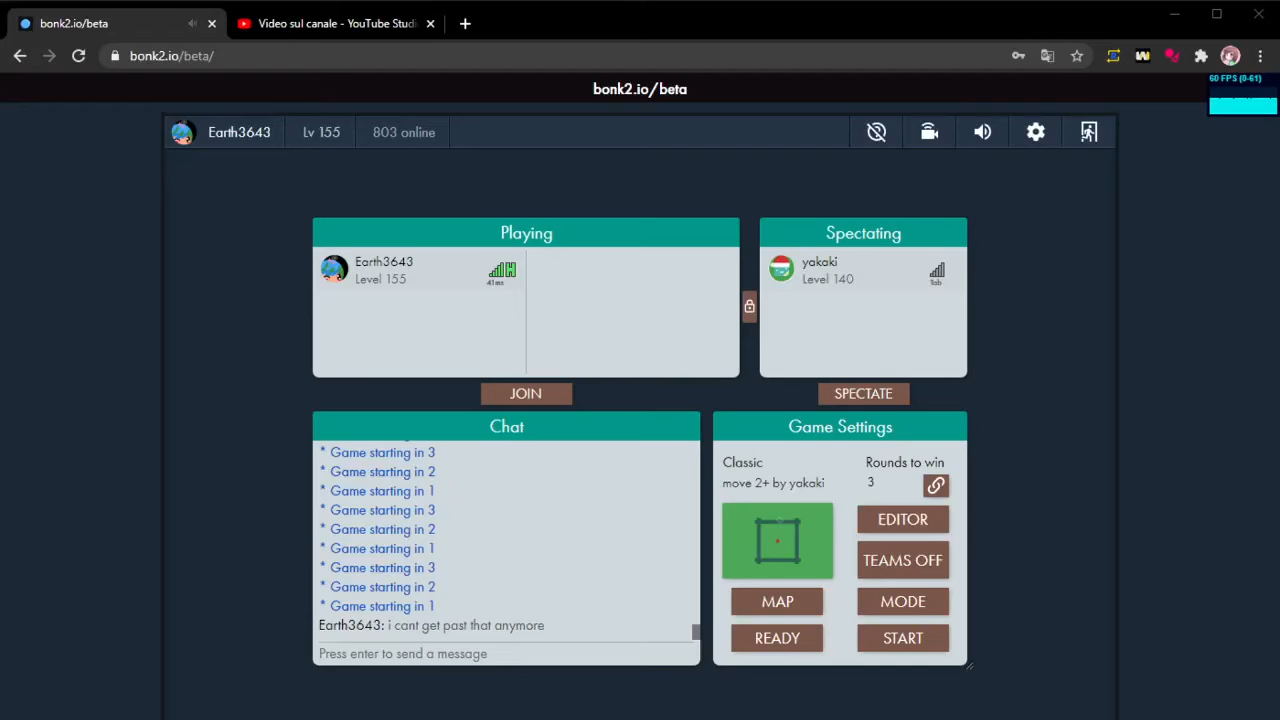 bonk2.io/beta
Video sul canale - YouTube Studi
bonk2.io/beta/
bonk2.io/beta
60 FPS (0-61)
Earth3643
Lv 155
803 online
Playing
Spectating
Earth3643
Level 155
41ms
H
yakaki
Level 140
Tab
JOIN
SPECTATE
Chat
Game Settings
* Game starting in 3
* Game starting in 2
* Game starting in 1
* Game starting in 3
* Game starting in 2
* Game starting in 1
* Game starting in 3
* Game starting in 2
* Game starting in 1
Earth3643: i cant get past that anymore
Press enter to send a message
Classic
move 2+ by yakaki
Rounds to win
3
EDITOR
TEAMS OFF
MAP
MODE
READY
START